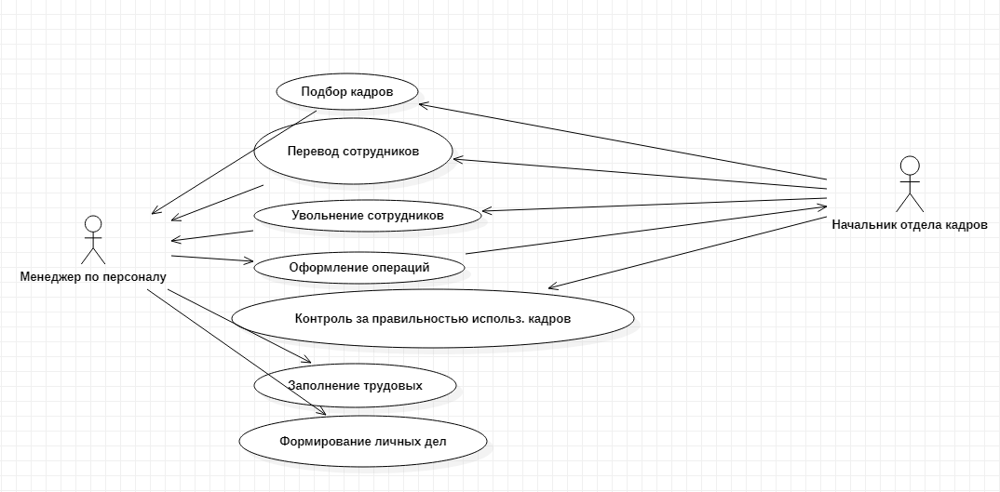 Подбор кадров
Перевод сотрудников
Увольнение сотрудников
Начальник отдела кадров
Оформление операций
Менеджер по персоналу
Контроль за правильностью использ. кадров
Заполнение трудовых
Формирование личных дел